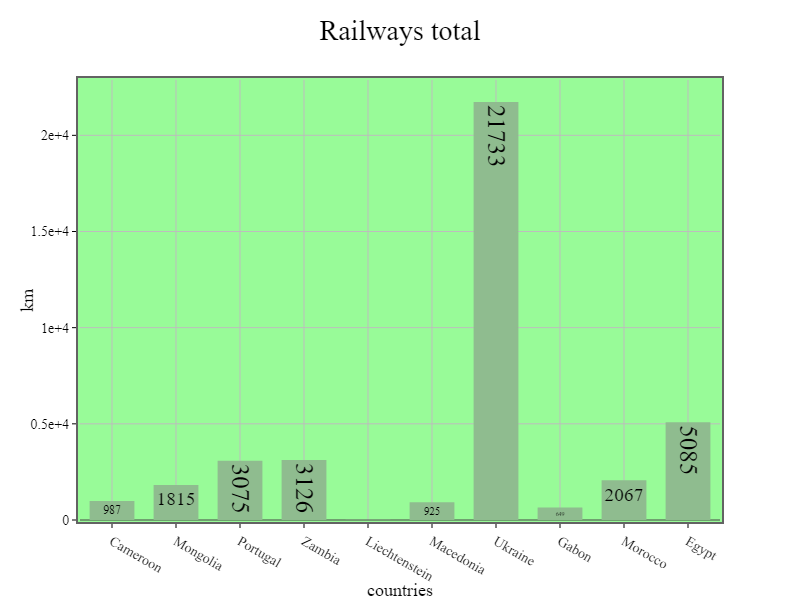 Railways total
km
2e+4
1.5e+4
1e+4
0.5e+4
0
987
1815
3075
3126
925
21733
649
2067
5085
Cameroon
Mongolia
Portugal
Zambia
Liechtenstein
Macedonia
Ukraine
Gabon
Morocco
Egypt
countries